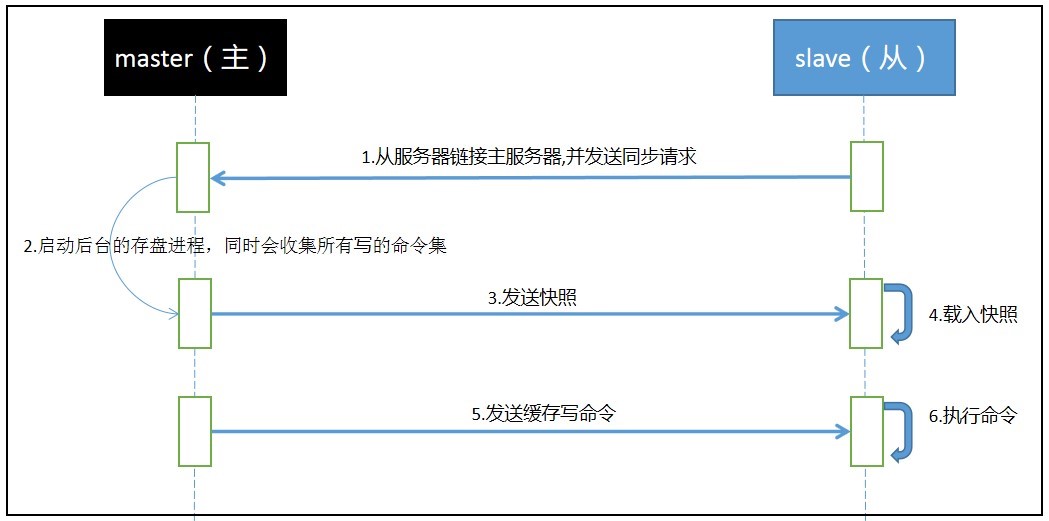 master（主）
slave（从）
1.从服务器链接主服务器,并发送同步请求
2.启动后台的存盘进程，同时会收集所有写的命令集
3.发送快照
4.载入快照
5.发送缓存写命令
6.执行命令